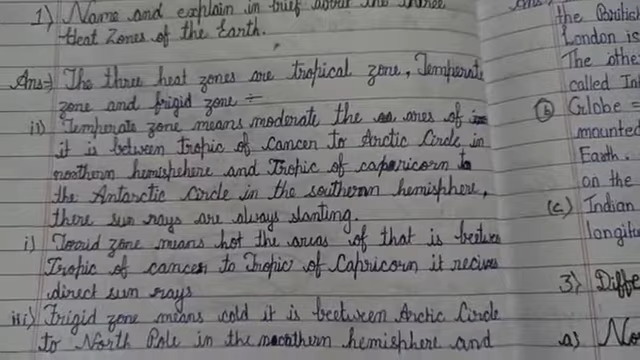 1) Name and explain in brief about the three
Heat Zones of the Earth.
Ans⇒ The three heat zones are tropical zone, Temperate
zone and frigid zone ÷
ii) Temperate zone means moderate the ares of
it is between tropic of cancer to Arctic Circle in
northern hemisphehere and Tropic of caparicorn to
the Antarctic Circle in the southern hemisphere,
there sun rays are always slanting.
i) Torrid zone means hot the areas of that is between
Tropic of cancer to Tropic of Capricorn it recives
direct sun rays
iii) Frigid zone means cold it is beetween Arctic Circle
to North Pole in the northern hemisphere and
the British
London is
The othe
called In
(b) Globe
mounted
Earth.
on the
(c) Indian
longitu
3) Diffe
a) No